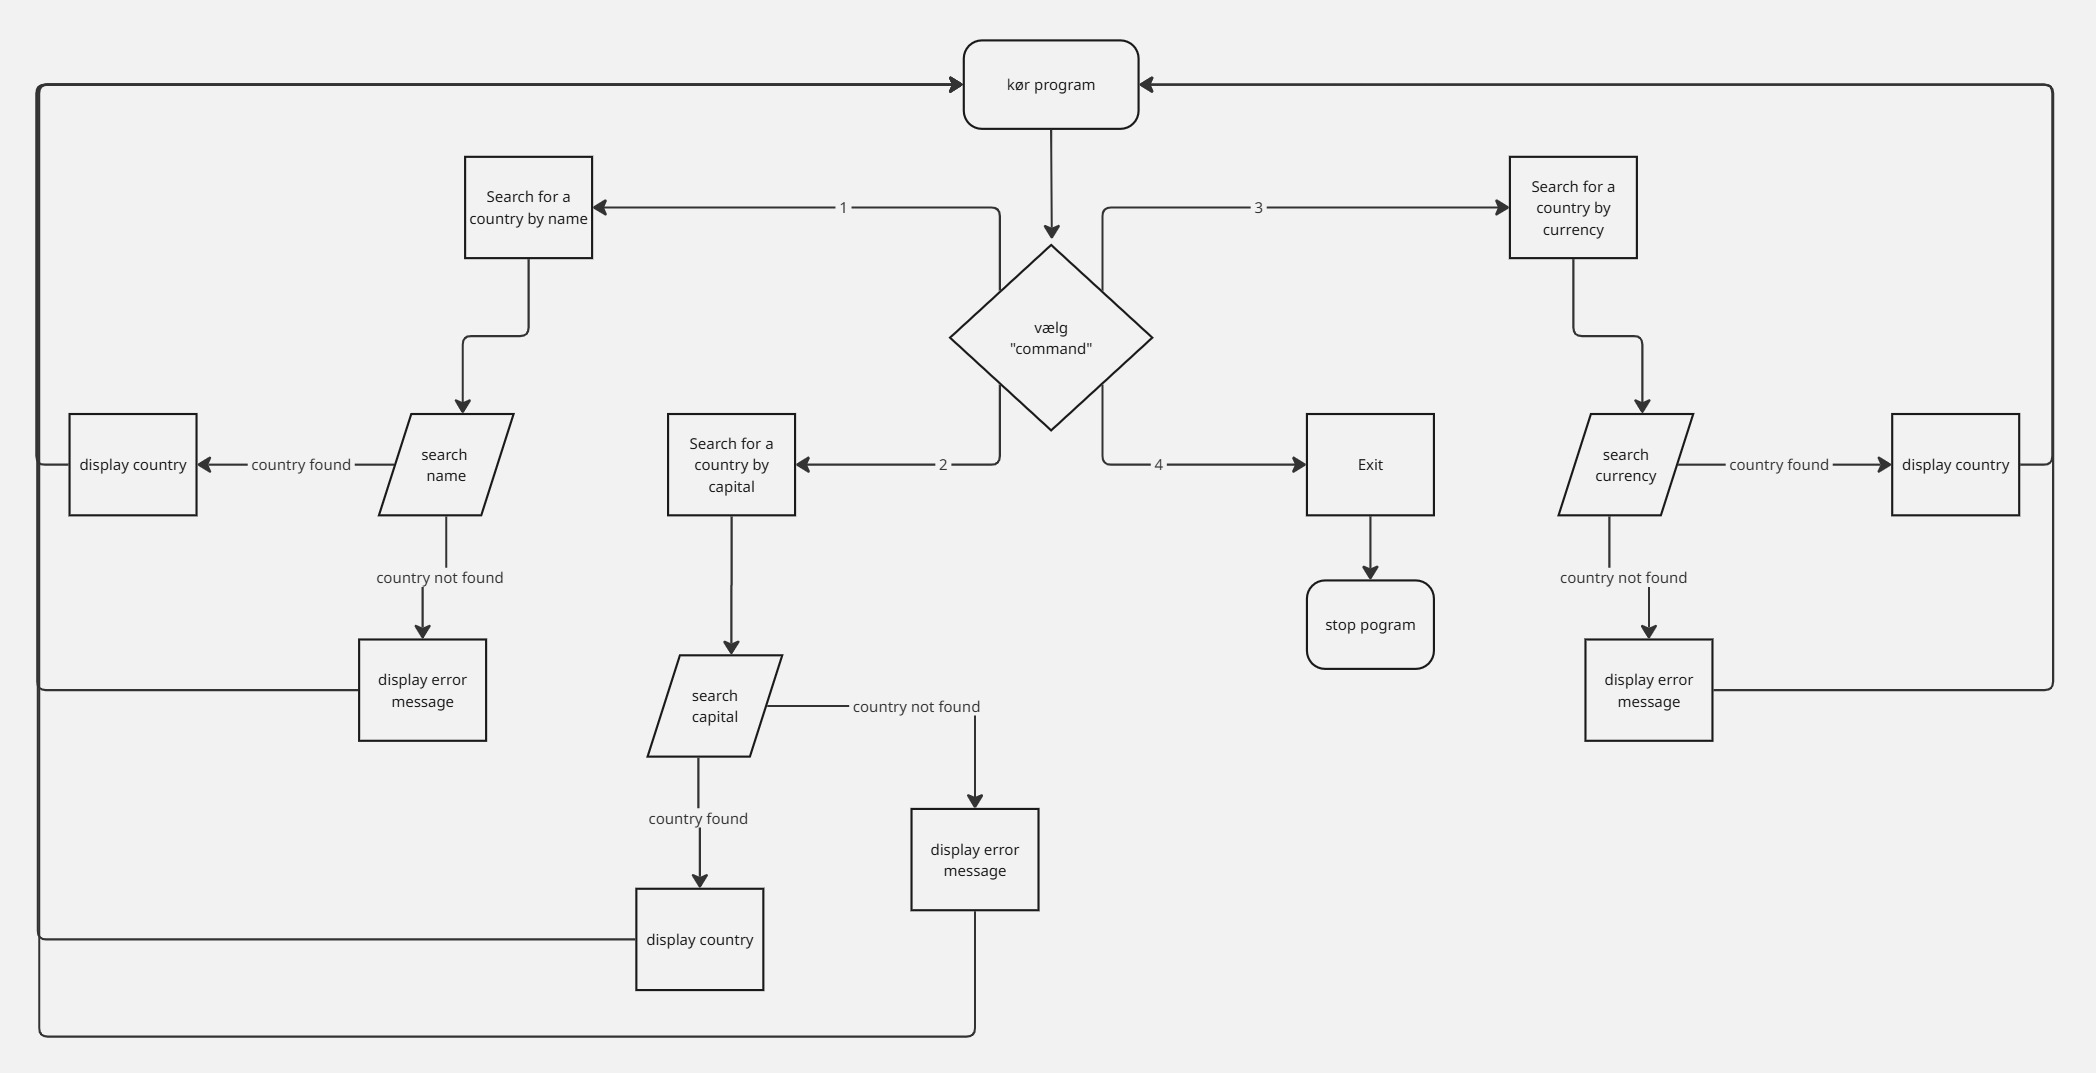 kør program
Search for a
country by name
1
3
Search for a
country by
currency
vælg
"command"
display country
country found
search
name
Search for a
country by
capital
2
4
Exit
search
currency
country found
display country
country not found
country not found
stop pogram
display error
message
search
capital
country not found
display error
message
country found
display error
message
display country